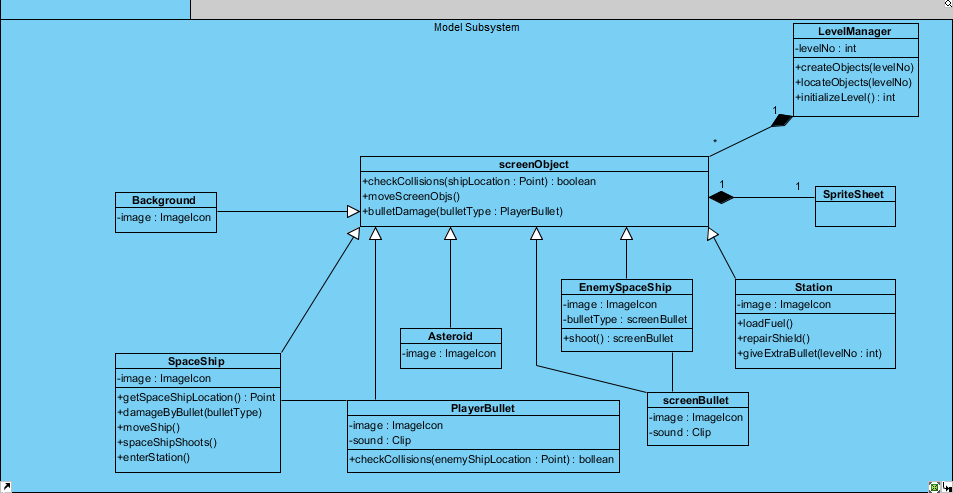 Model Subsystem
LevelManager
-levelNo : int
+createObjects(levelNo)
+locateObjects(levelNo)
+initializeLevel() : int
1
*
screenObject
+checkCollisions(shipLocation : Point) : boolean
+moveScreenObjs()
+bulletDamage(bulletType : PlayerBullet)
1
1
SpriteSheet
Background
-image : ImageIcon
EnemySpaceShip
-image : ImageIcon
-bulletType : screenBullet
+shoot() : screenBullet
Station
-image : ImageIcon
+loadFuel()
+repairShield()
+giveExtraBullet(levelNo : int)
Asteroid
-image : ImageIcon
SpaceShip
-image : ImageIcon
+getSpaceShipLocation() : Point
+damageByBullet(bulletType)
+moveShip()
+spaceShipShoots()
+enterStation()
PlayerBullet
-image : ImageIcon
-sound : Clip
+checkCollisions(enemyShipLocation : Point) : bollean
screenBullet
-image : ImageIcon
-sound : Clip